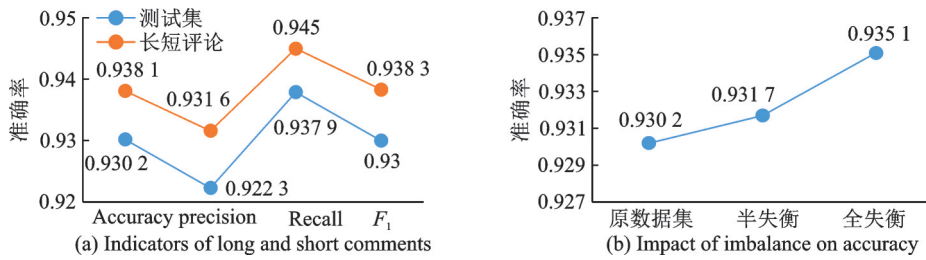 0.95
0.94
0.93
0.92
准确率
测试集
长短评论
0.938 1
0.931 6
0.945
0.938 3
0.930 2
0.922 3
0.937 9
0.93
Accuracy precision Recall F₁
(a) Indicators of long and short comments
0.937
0.935
0.933
0.931
0.929
0.927
准确率
0.930 2
0.931 7
0.935 1
原数据集 半失衡 全失衡
(b) Impact of imbalance on accuracy